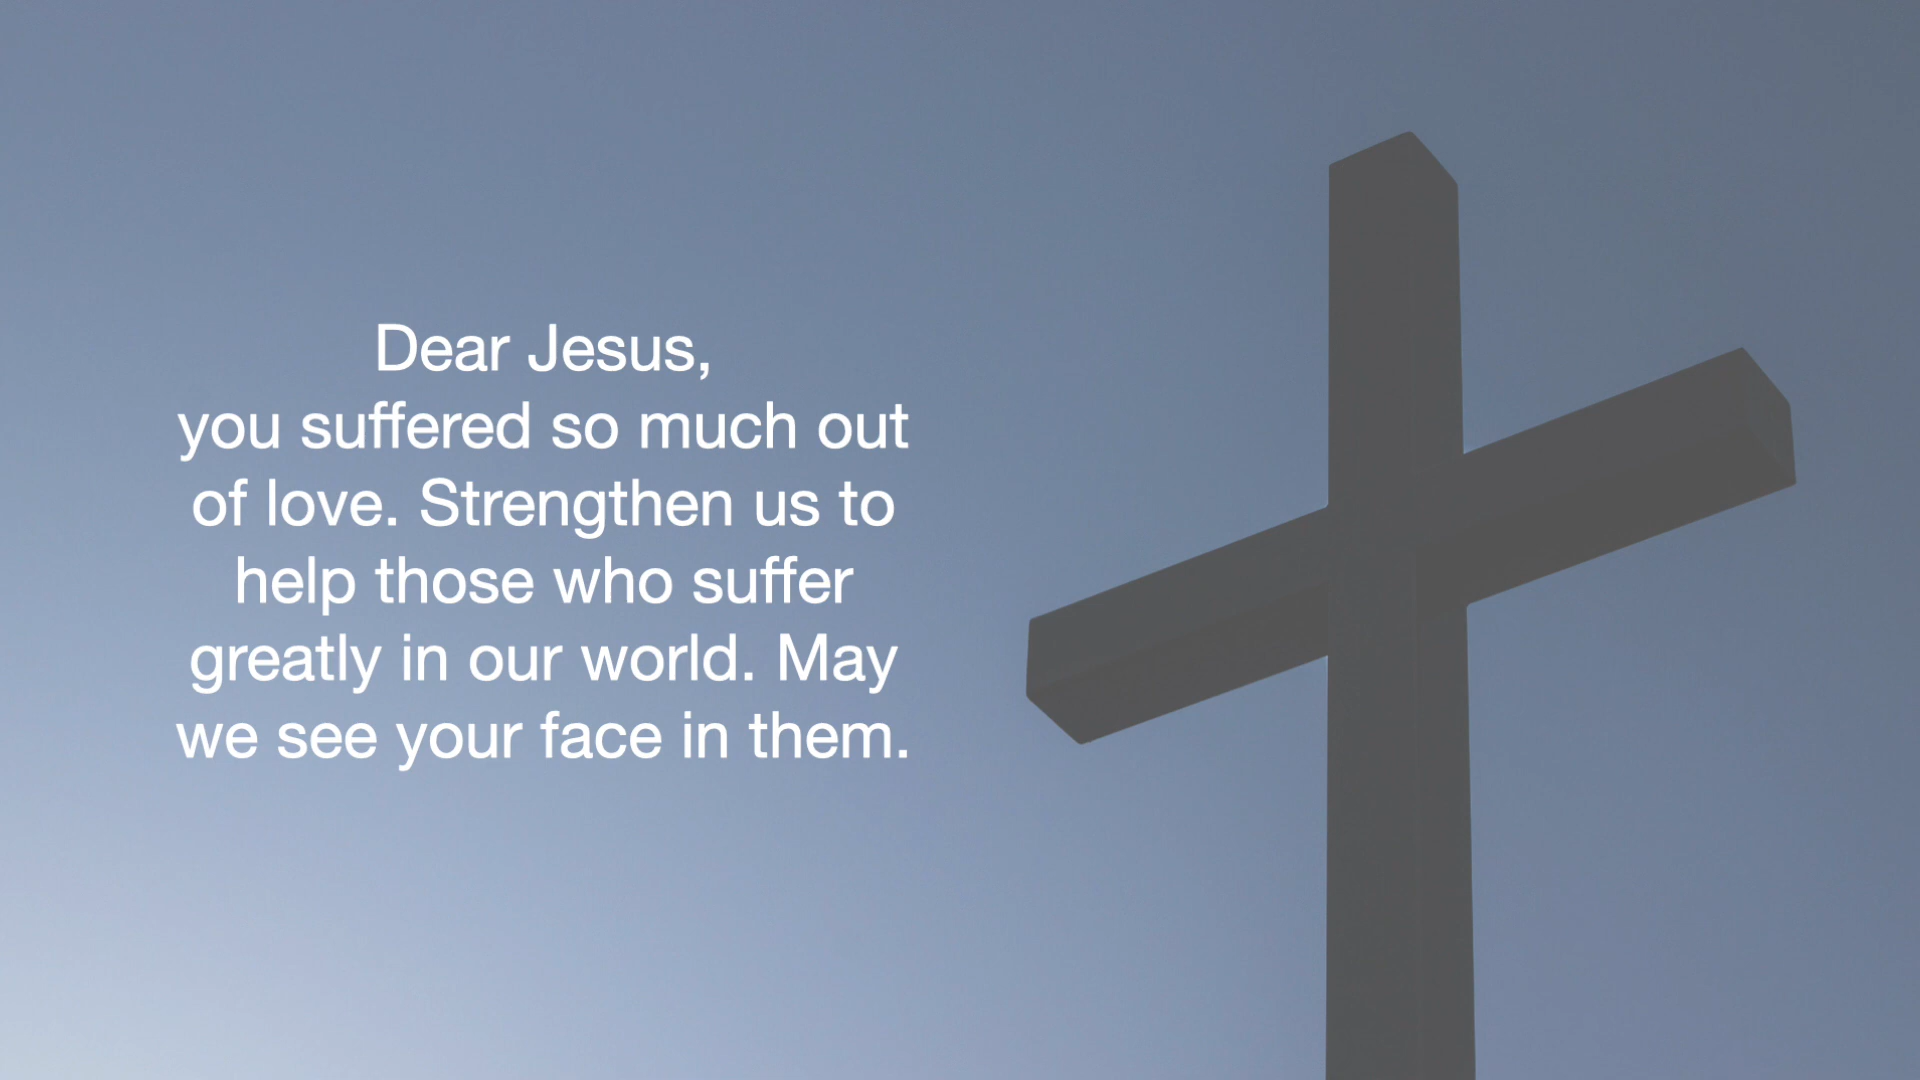 Dear Jesus,
you suffered so much out
of love. Strengthen us to
help those who suffer
greatly in our world. May
we see your face in them.